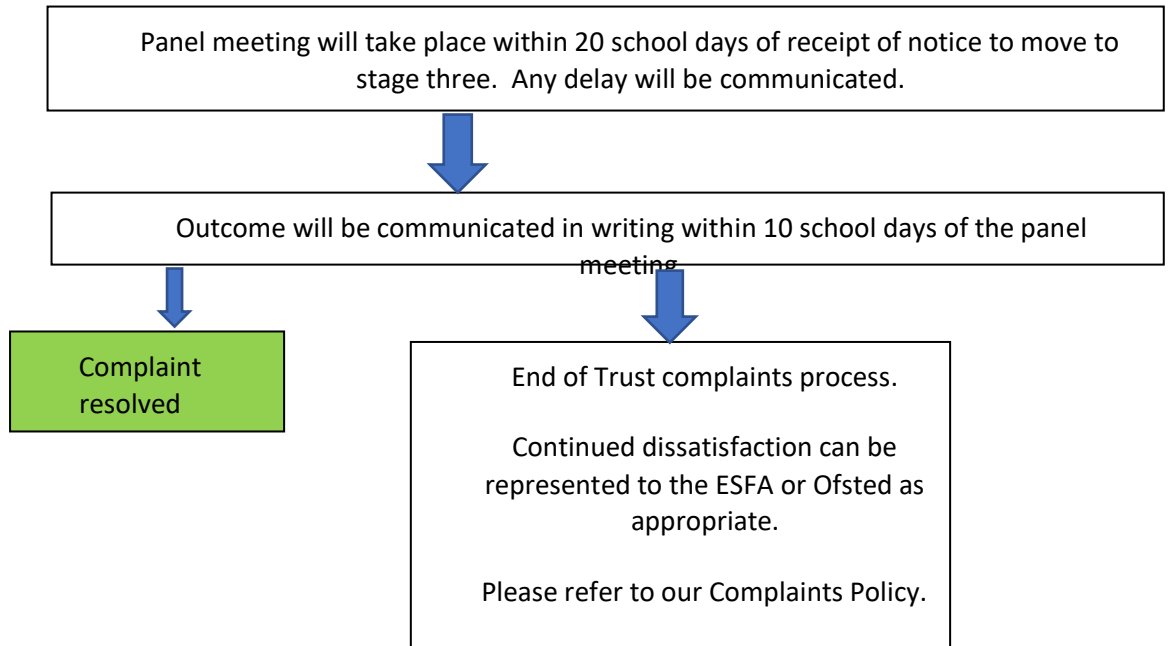 Panel meeting will take place within 20 school days of receipt of notice to move to
stage three.  Any delay will be communicated.
Outcome will be communicated in writing within 10 school days of the panel
meeting
Complaint
resolved
End of Trust complaints process.
Continued dissatisfaction can be
represented to the ESFA or Ofsted as
appropriate.
Please refer to our Complaints Policy.